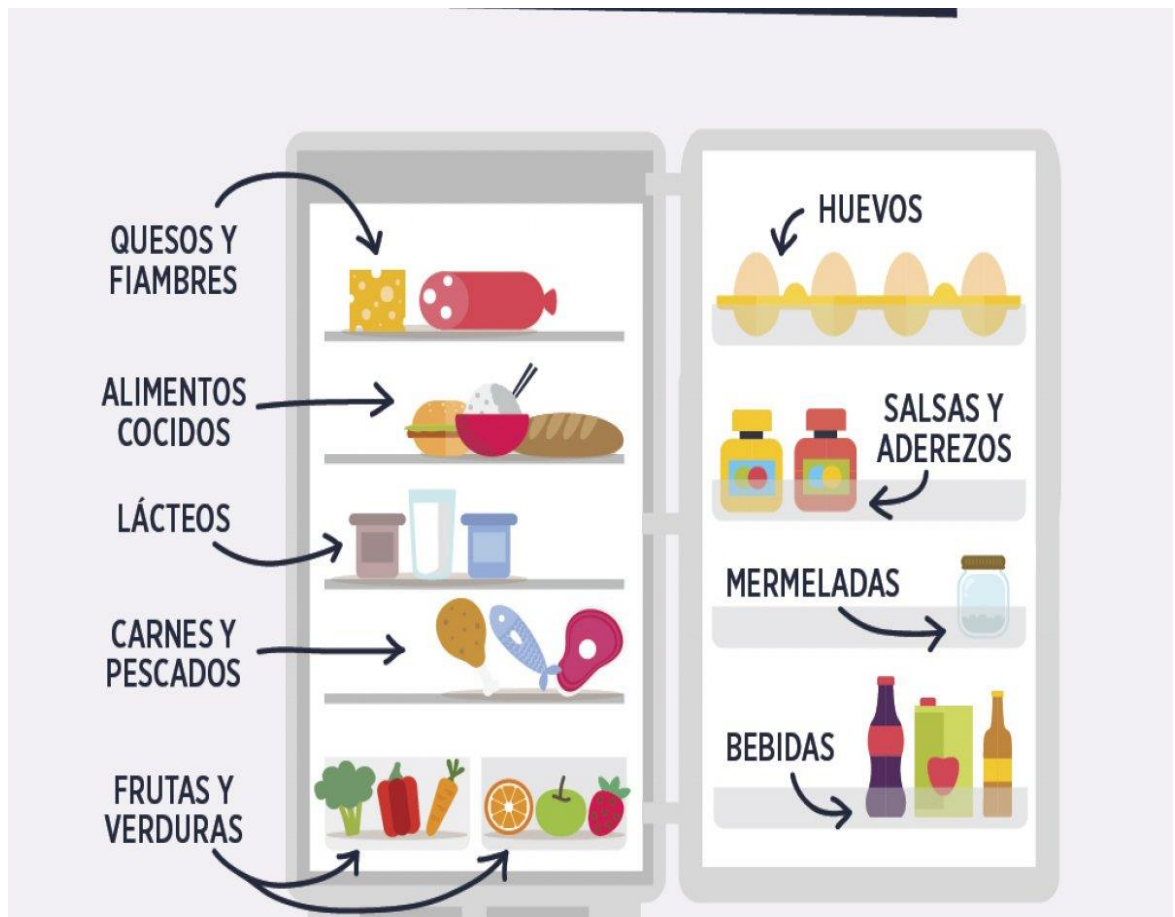 QUESOS Y
FIAMBRES
ALIMENTOS
COCIDOS
LÁCTEOS
CARNES Y
PESCADOS
FRUTAS Y
VERDURAS
HUEVOS
SALSAS Y
ADEREZOS
MERMELADAS
BEBIDAS